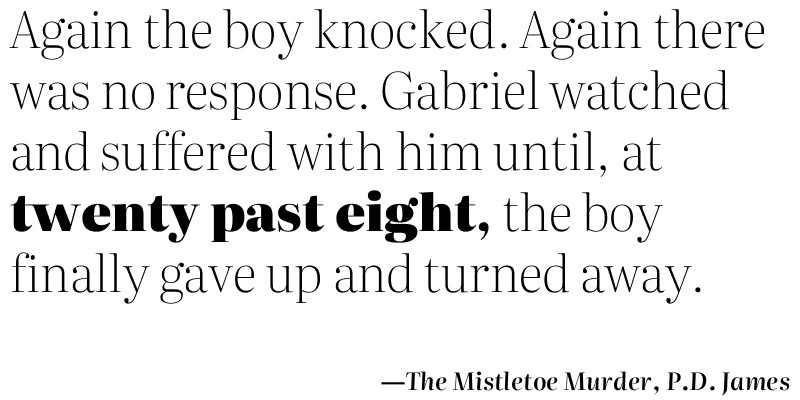 Again the boy knocked. Again there
was no response. Gabriel watched
and suffered with him until, at
twenty past eight, the boy
finally gave up and turned away.
—The Mistletoe Murder, P.D. James